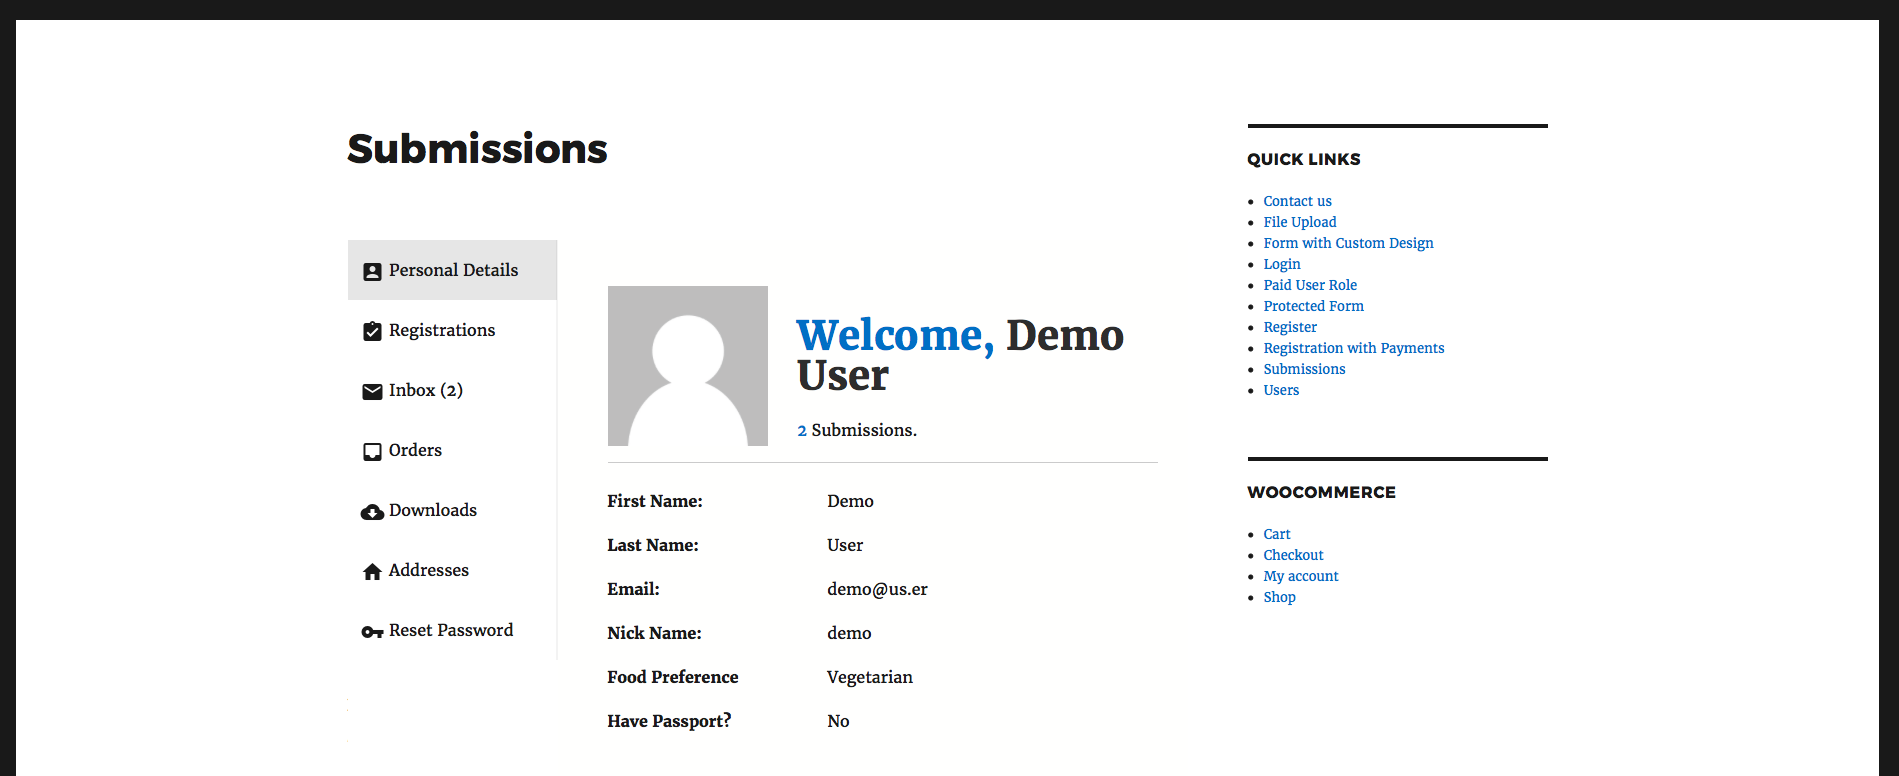 Submissions
Personal Details
Registrations
Inbox (2)
Orders
Downloads
Addresses
Reset Password
Welcome, Demo
User
2 Submissions.
First Name: Demo
Last Name: User
Email: demo@us.er
Nick Name: demo
Food Preference Vegetarian
Have Passport? No
QUICK LINKS
Contact us
File Upload
Form with Custom Design
Login
Paid User Role
Protected Form
Register
Registration with Payments
Submissions
Users
WOOCOMMERCE
Cart
Checkout
My account
Shop